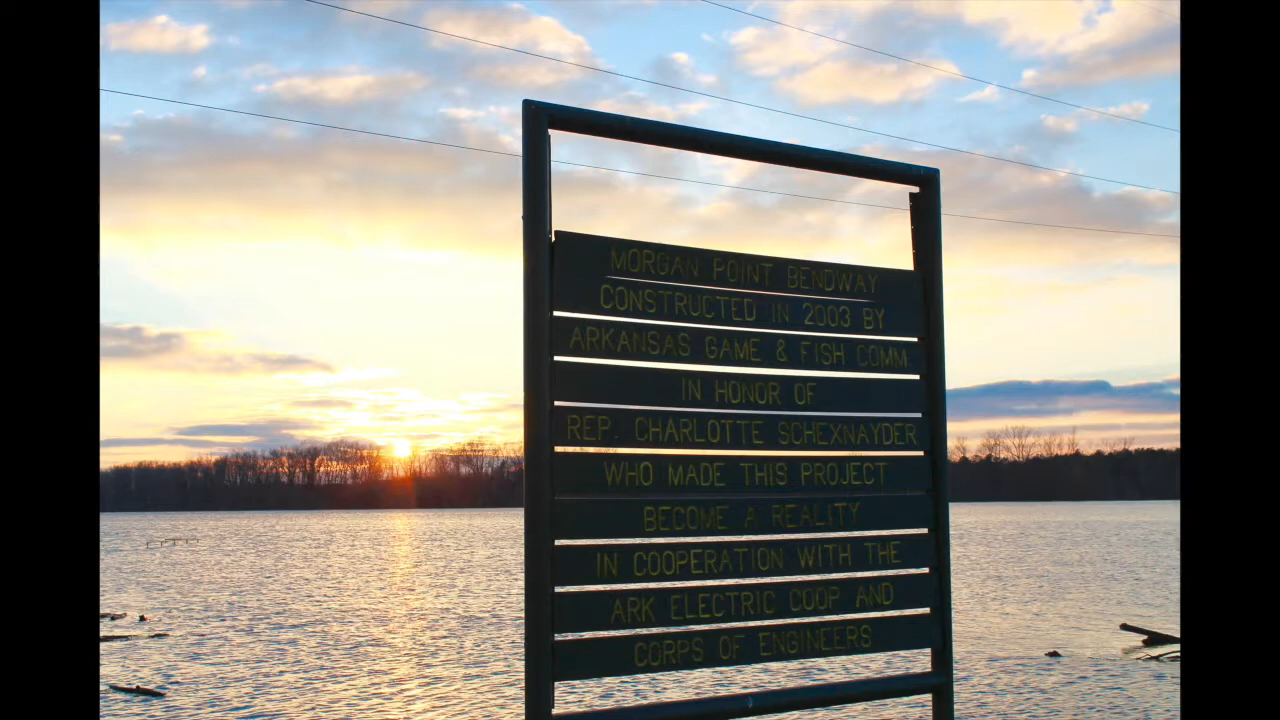 MORGAN POINT BENDWAY
CONSTRUCTED IN 2003 BY
ARKANSAS GAME & FISH COMM.
IN HONOR OF
REP. CHARLOTTE SCHEXNAYDER
WHO MADE THIS PROJECT
BECOME A REALITY
IN COOPERATION WITH THE
ARK ELECTRIC COOP AND
CORPS OF ENGINEERS